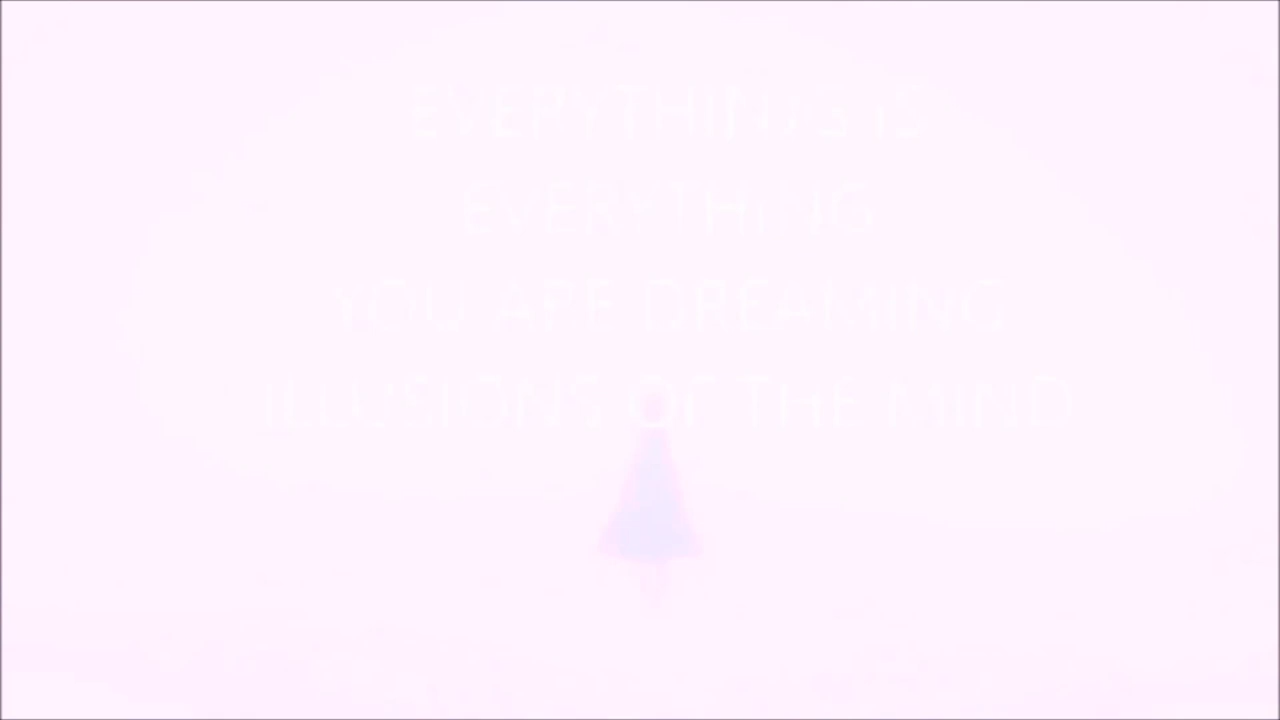 EVERYTHING IS
EVERYTHING
YOU ARE DREAMING
ILLUSIONS OF THE MIND